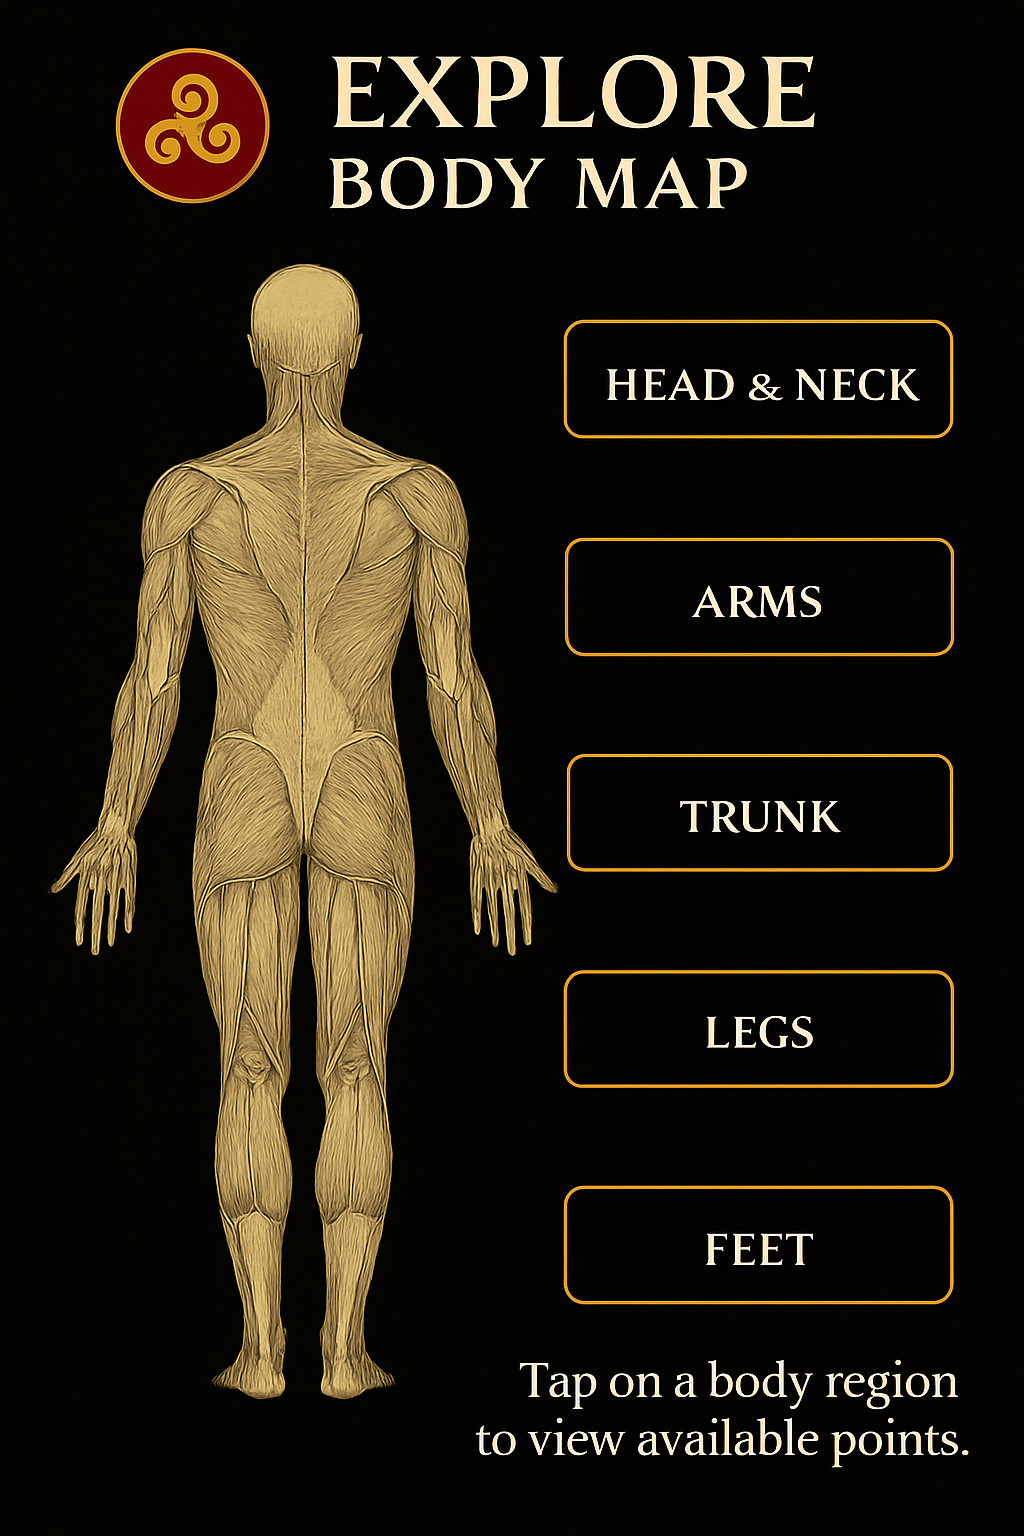 EXPLORE
BODY MAP
HEAD & NECK
ARMS
TRUNK
LEGS
FEET
Tap on a body region
to view available points.